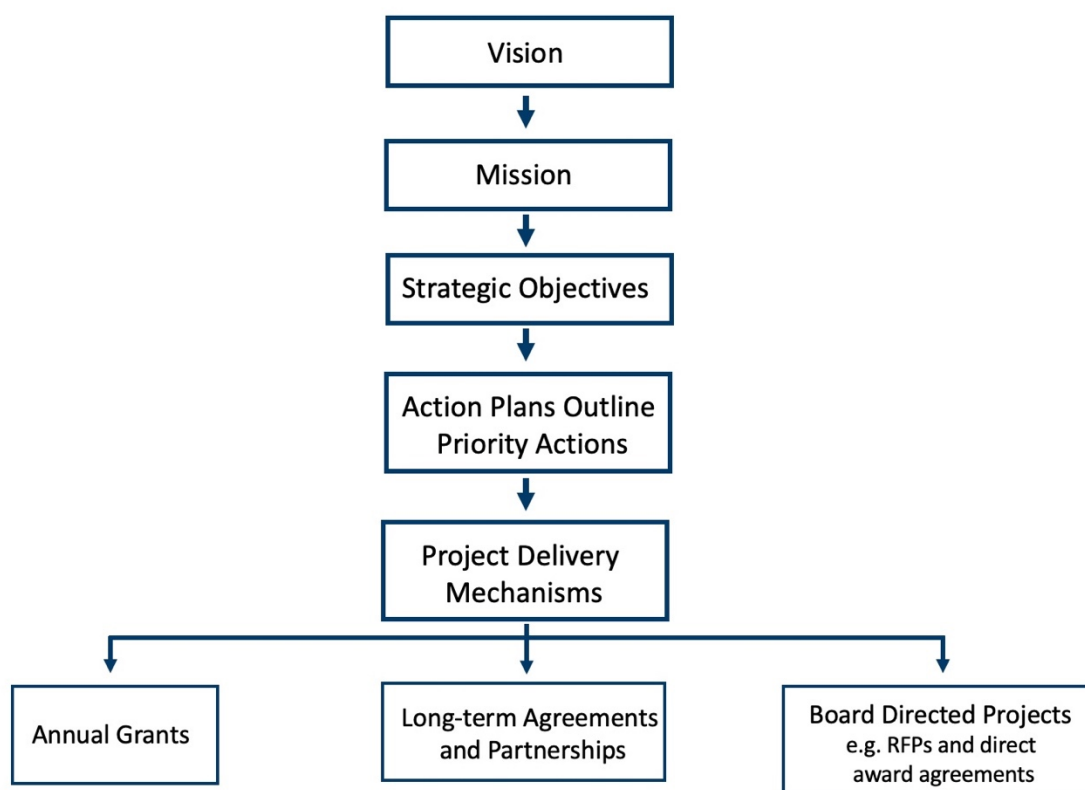 Vision
Mission
Strategic Objectives
Action Plans Outline
Priority Actions
Project Delivery
Mechanisms
Annual Grants
Long-term Agreements
and Partnerships
Board Directed Projects
e.g. RFPs and direct
award agreements